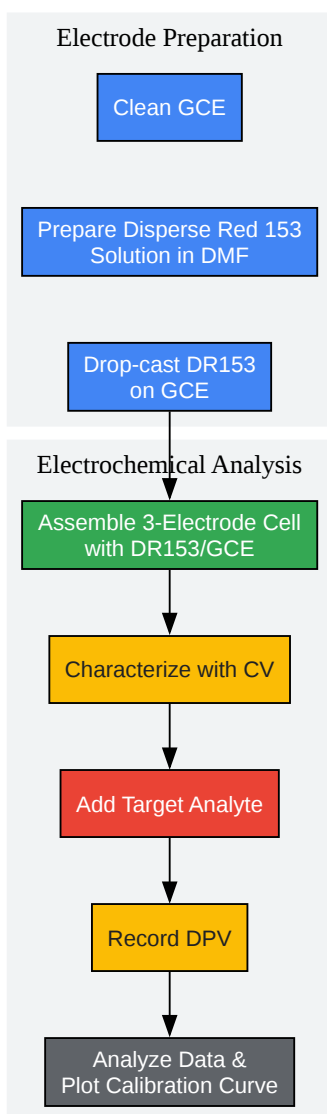 Electrode Preparation
Clean GCE
Prepare Disperse Red 153
Solution in DMF
Drop-cast DR153
on GCE
Electrochemical Analysis
Assemble 3-Electrode Cell
with DR153/GCE
Characterize with CV
Add Target Analyte
Record DPV
Analyze Data &
Plot Calibration Curve